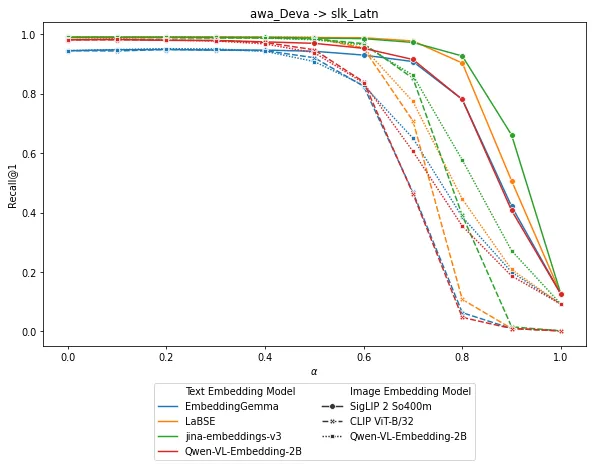 awa_Deva -> slk_Latn
Recall@1
1.0
0.8
0.6
0.4
0.2
0.0
0.0 0.2 0.4 0.6 0.8 1.0
α
Text Embedding Model
EmbeddingGemma
LaBSE
jina-embeddings-v3
Qwen-VL-Embedding-2B
Image Embedding Model
SigLIP 2 So400m
CLIP ViT-B/32
Qwen-VL-Embedding-2B